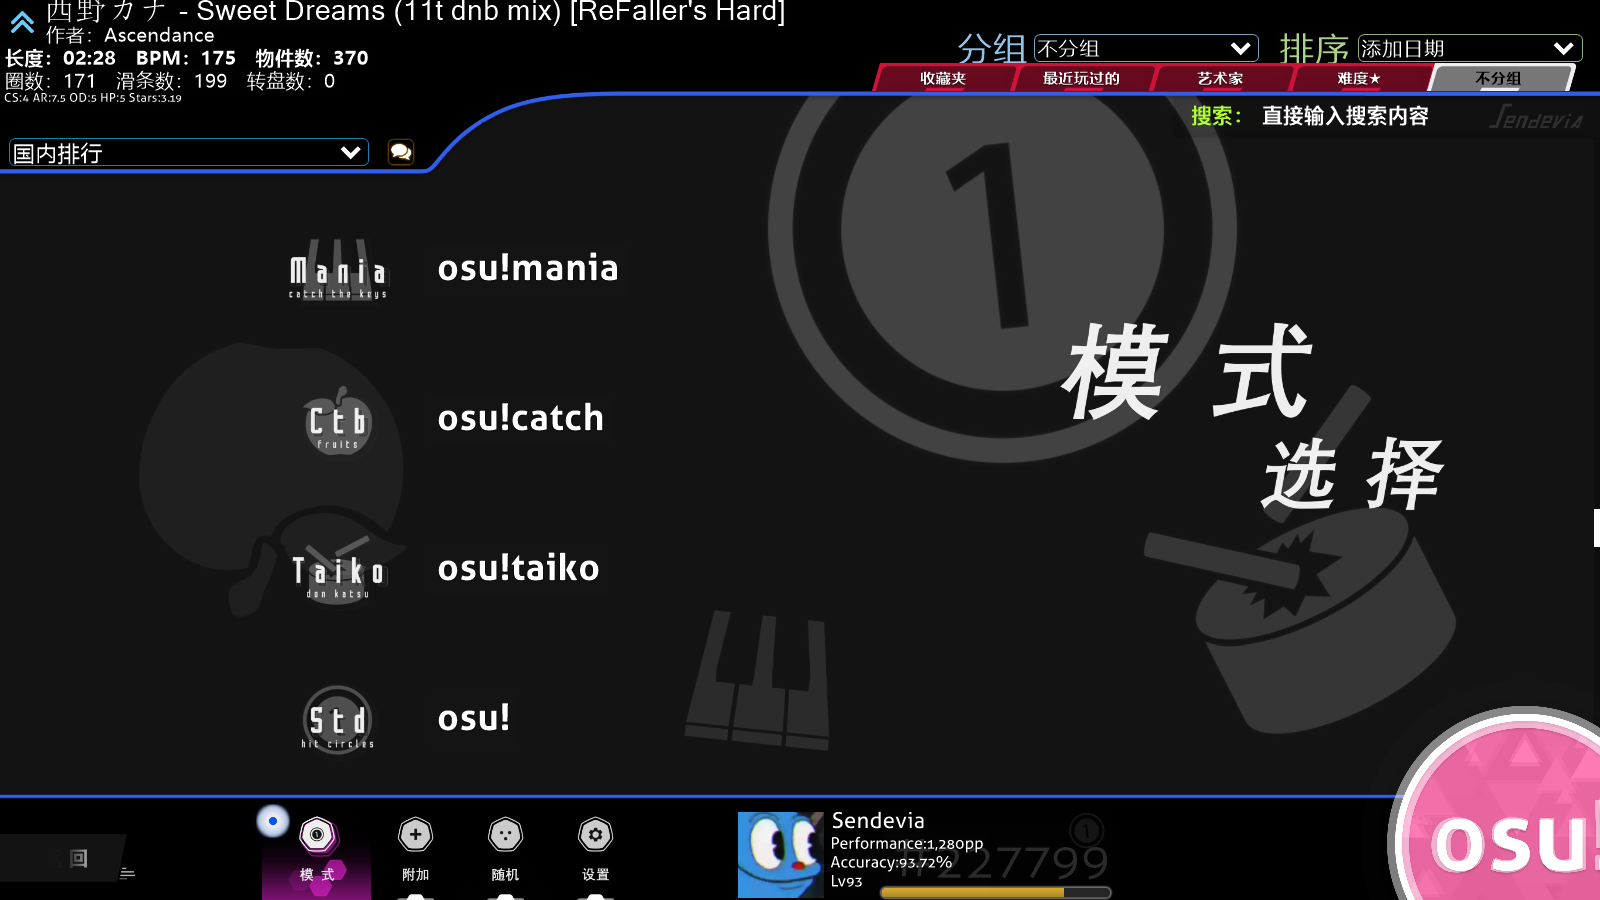 西野カナ - Sweet Dreams (11t dnb mix) [ReFaller's Hard]
作者： Ascendance
长度：02:28 BPM：175 物件数：370
圈数：171 滑条数：199 转盘数：0
CS:4 AR:7.5 OD:5 HP:5 Stars:3.19
分组 不分组 排序 添加日期
收藏夹 最近玩过的 艺术家 难度★ 不分组
搜索： 直接输入搜索内容
Sendevia
国内排行
1
Mania
catch the keys
osu!mania
模式
选择
Ctb
fruits
osu!catch
Taiko
don katsu
osu!taiko
Std
hit circles
osu!
回
模式
附加
随机
设置
Sendevia
Performance:1,280pp
Accuracy:93.72%
Lv93
#227799
osu!